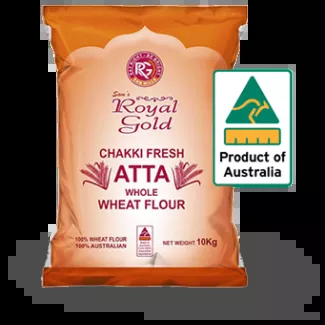 RG
Sam's
Royal
Gold
CHAKKI FRESH
ATTA
WHOLE
WHEAT FLOUR
100% WHEAT FLOUR
100% AUSTRALIAN
NET WEIGHT 10Kg
Product of
Australia